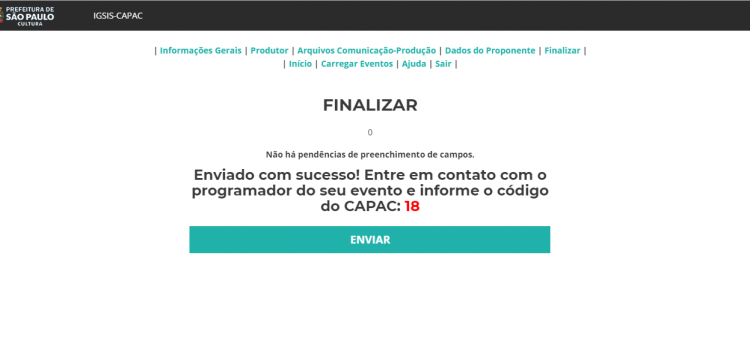 PREFEITURA DE
SÃO PAULO
CULTURA
IGSIS-CAPAC
| Informações Gerais | Produtor | Arquivos Comunicação-Produção | Dados do Proponente | Finalizar |
| Início | Carregar Eventos | Ajuda | Sair |
FINALIZAR
0
Não há pendências de preenchimento de campos.
Enviado com sucesso! Entre em contato com o
programador do seu evento e informe o código
do CAPAC: 18
ENVIAR